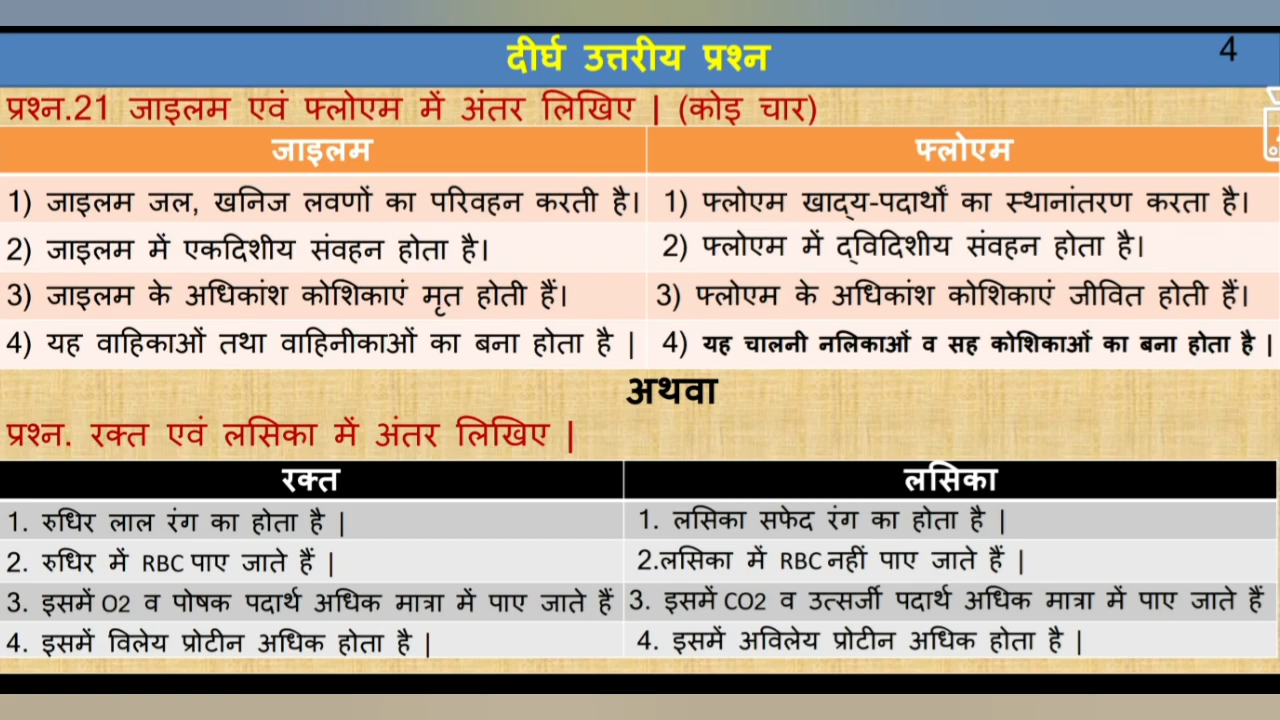 दीर्घ उत्तरीय प्रश्न
4
प्रश्न.21 जाइलम एवं फ्लोएम में अंतर लिखिए | (कोइ चार)
जाइलम
फ्लोएम
1) जाइलम जल, खनिज लवणों का परिवहन करती है।
1) फ्लोएम खाद्य-पदार्थों का स्थानांतरण करता है।
2) जाइलम में एकदिशीय संवहन होता है।
2) फ्लोएम में द्विदिशीय संवहन होता है।
3) जाइलम के अधिकांश कोशिकाएं मृत होती हैं।
3) फ्लोएम के अधिकांश कोशिकाएं जीवित होती हैं।
4) यह वाहिकाओं तथा वाहिनीकाओं का बना होता है |
4) यह चालनी नलिकाओं व सह कोशिकाओं का बना होता है |
अथवा
प्रश्न. रक्त एवं लसिका में अंतर लिखिए |
रक्त
लसिका
1. रुधिर लाल रंग का होता है |
1. लसिका सफेद रंग का होता है |
2. रुधिर में RBC पाए जाते हैं |
2.लसिका में RBC नहीं पाए जाते हैं |
3. इसमें O2 व पोषक पदार्थ अधिक मात्रा में पाए जाते हैं
3. इसमें CO2 व उत्सर्जी पदार्थ अधिक मात्रा में पाए जाते हैं
4. इसमें विलेय प्रोटीन अधिक होता है |
4. इसमें अविलेय प्रोटीन अधिक होता है |